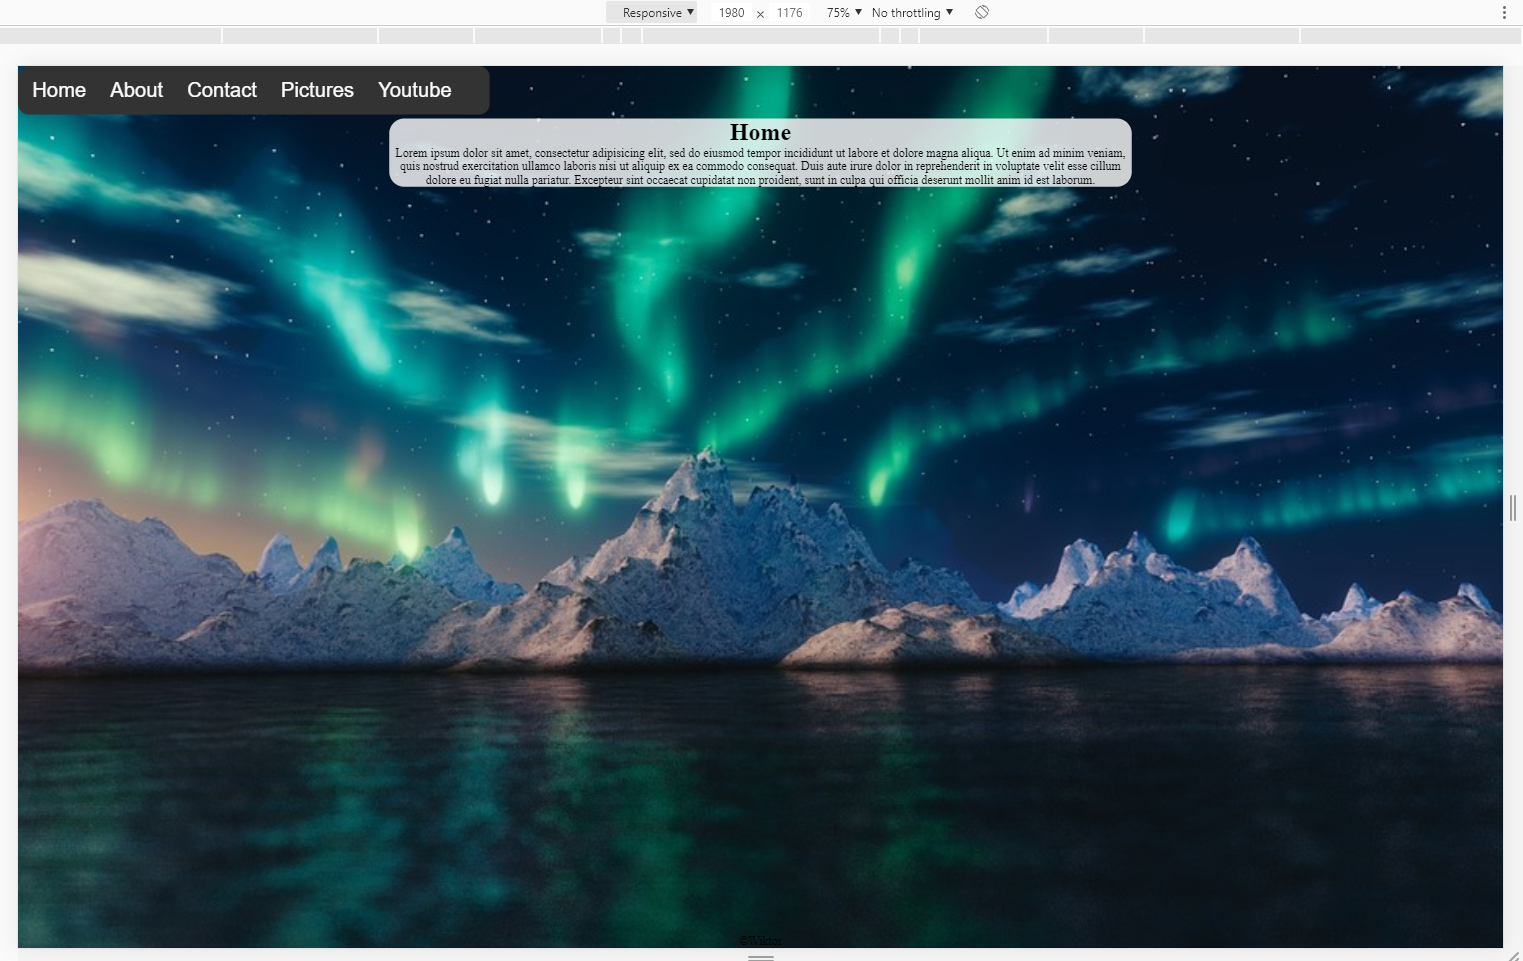 Responsive ▼ 1980 × 1176 75% ▼ No throttling ▼
Home About Contact Pictures Youtube
Home
Lorem ipsum dolor sit amet, consectetur adipisicing elit, sed do eiusmod tempor incididunt ut labore et dolore magna aliqua. Ut enim ad minim veniam,
quis nostrud exercitation ullamco laboris nisi ut aliquip ex ea commodo consequat. Duis aute irure dolor in reprehenderit in voluptate velit esse cillum
dolore eu fugiat nulla pariatur. Excepteur sint occaecat cupidatat non proident, sunt in culpa qui officia deserunt mollit anim id est laborum.